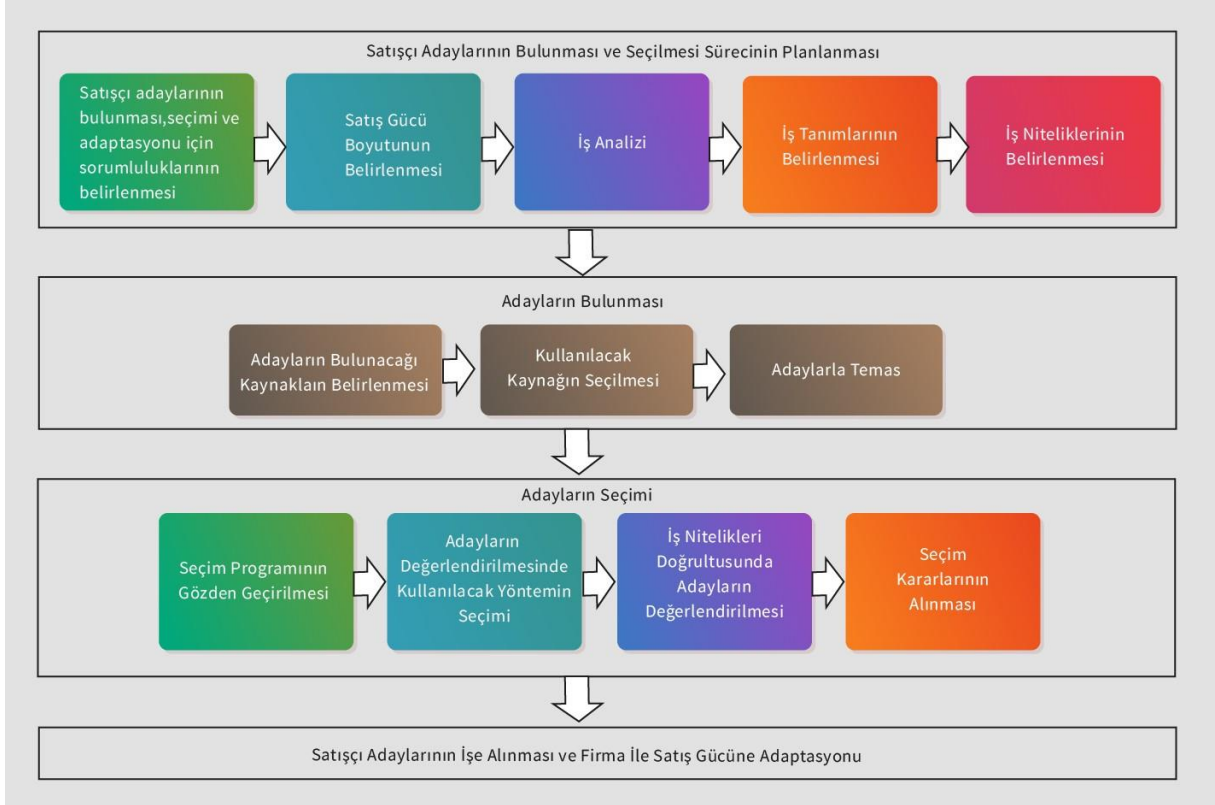 Satışçı Adaylarının Bulunması ve Seçilmesi Sürecinin Planlanması
Satışçı adaylarının
bulunması,seçimi ve
adaptasyonu için
sorumluluklarının
belirlenmesi
Satış Gücü
Boyutunun
Belirlenmesi
İş Analizi
İş Tanımlarının
Belirlenmesi
İş Niteliklerinin
Belirlenmesi
Adayların Bulunması
Adayların Bulunacağı
Kaynaklaın Belirlenmesi
Kullanılacak
Kaynağın Seçilmesi
Adaylarla Temas
Adayların Seçimi
Seçim Programının
Gözden Geçirilmesi
Adayların
Değerlendirilmesinde
Kullanılacak Yöntemin
Seçimi
İş Nitelikleri
Doğrultusunda
Adayların
Değerlendirilmesi
Seçim
Kararlarının
Alınması
Satışçı Adaylarının İşe Alınması ve Firma İle Satış Gücüne Adaptasyonu